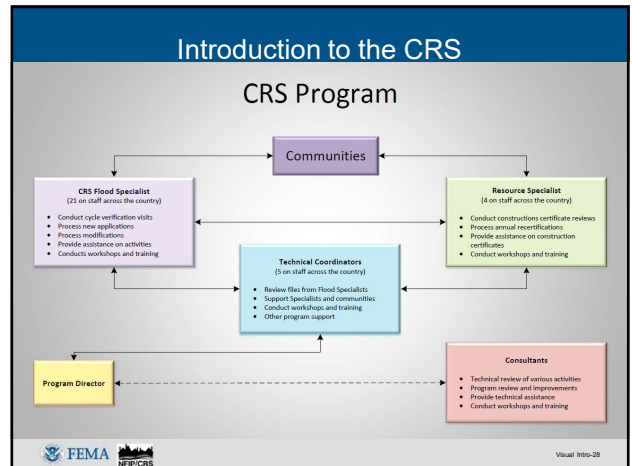 Introduction to the CRS
CRS Program
Communities
CRS Flood Specialist
(21 on staff across the country)
• Conduct cycle verification visits
• Process new applications
• Process modifications
• Provide assistance on activities
• Conducts workshops and training
Resource Specialist
(4 on staff across the country)
• Conduct constructions certificate reviews
• Process annual recertifications
• Provide assistance on construction
certificates
• Conduct workshops and training
Technical Coordinators
(5 on staff across the country)
• Review files from Flood Specialists
• Support Specialists and communities
• Conduct workshops and training
• Other program support
Program Director
Consultants
• Technical review of various activities
• Program review and improvements
• Provide technical assistance
• Conduct workshops and training
FEMA
NFIP/CRS
Visual Intro-28